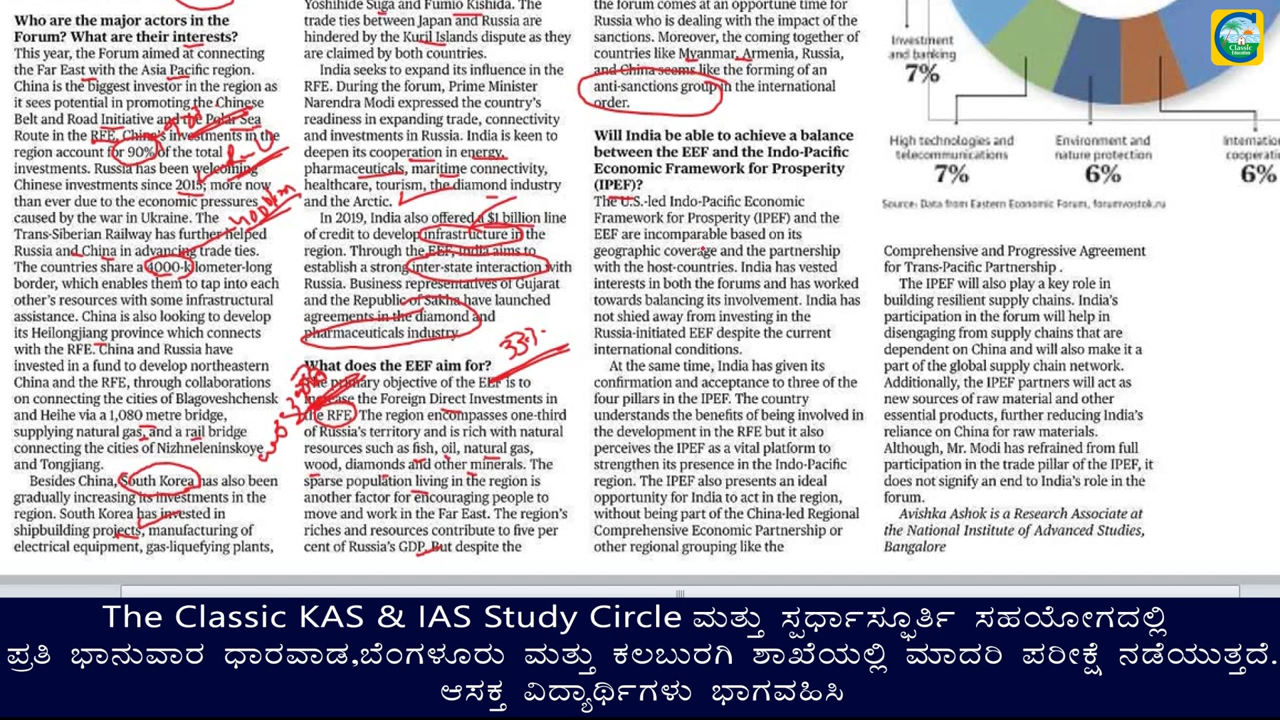 Who are the major actors in the
Forum? What are their interests?
This year, the Forum aimed at connecting
the Far East with the Asia Pacific region.
China is the biggest investor in the region as
it sees potential in promoting the Chinese
Belt and Road Initiative and the Polar Sea
Route in the RFE. China's investments in the
region account for 90% of the total
investments. Russia has been welcoming
Chinese investments since 2015; more now
than ever due to the economic pressures
caused by the war in Ukraine. The
Trans-Siberian Railway has further helped
Russia and China in advancing trade ties.
The countries share a 4000-kilometer-long
border, which enables them to tap into each
other's resources with some infrastructural
assistance. China is also looking to develop
its Heilongjiang province which connects
with the RFE. China and Russia have
invested in a fund to develop northeastern
China and the RFE, through collaborations
on connecting the cities of Blagoveshchensk
and Heihe via a 1,080 metre bridge,
supplying natural gas, and a rail bridge
connecting the cities of Nizhneleninskoye
and Tongjiang.
Besides China, South Korea has also been
gradually increasing its investments in the
region. South Korea has invested in
shipbuilding projects, manufacturing of
electrical equipment, gas-liquefying plants,
Yoshihide Suga and Fumio Kishida. The
trade ties between Japan and Russia are
hindered by the Kuril Islands dispute as they
are claimed by both countries.
India seeks to expand its influence in the
RFE. During the forum, Prime Minister
Narendra Modi expressed the country's
readiness in expanding trade, connectivity
and investments in Russia. India is keen to
deepen its cooperation in energy,
pharmaceuticals, maritime connectivity,
healthcare, tourism, the diamond industry
and the Arctic.
In 2019, India also offered a $1 billion line
of credit to develop infrastructure in the
region. Through the EEF, India aims to
establish a strong inter-state interaction with
Russia. Business representatives of Gujarat
and the Republic of Sakha have launched
agreements in the diamond and
pharmaceuticals industry.
33%
What does the EEF aim for?
The primary objective of the EEF is to
increase the Foreign Direct Investments in
the RFE. The region encompasses one-third
of Russia's territory and is rich with natural
resources such as fish, oil, natural gas,
wood, diamonds and other minerals. The
sparse population living in the region is
another factor for encouraging people to
move and work in the Far East. The region's
riches and resources contribute to five per
cent of Russia's GDP. But despite the
the forum comes at an opportune time for
Russia who is dealing with the impact of the
sanctions. Moreover, the coming together of
countries like Myanmar, Armenia, Russia,
and China seems like the forming of an
anti-sanctions group in the international
order.
Will India be able to achieve a balance
between the EEF and the Indo-Pacific
Economic Framework for Prosperity
(IPEF)?
The U.S.-led Indo-Pacific Economic
Framework for Prosperity (IPEF) and the
EEF are incomparable based on its
geographic coverage and the partnership
with the host-countries. India has vested
interests in both the forums and has worked
towards balancing its involvement. India has
not shied away from investing in the
Russia-initiated EEF despite the current
international conditions.
At the same time, India has given its
confirmation and acceptance to three of the
four pillars in the IPEF. The country
understands the benefits of being involved in
the development in the RFE but it also
perceives the IPEF as a vital platform to
strengthen its presence in the Indo-Pacific
region. The IPEF also presents an ideal
opportunity for India to act in the region,
without being part of the China-led Regional
Comprehensive Economic Partnership or
other regional grouping like the
Investment
and banking
7%
High technologies and
telecommunications
7%
Environment and
nature protection
6%
6%
Source: Data from Eastern Economic Forum, forumvostok.ru
Comprehensive and Progressive Agreement
for Trans-Pacific Partnership .
The IPEF will also play a key role in
building resilient supply chains. India's
participation in the forum will help in
disengaging from supply chains that are
dependent on China and will also make it a
part of the global supply chain network.
Additionally, the IPEF partners will act as
new sources of raw material and other
essential products, further reducing India's
reliance on China for raw materials.
Although, Mr. Modi has refrained from full
participation in the trade pillar of the IPEF, it
does not signify an end to India's role in the
forum.
Avishka Ashok is a Research Associate at
the National Institute of Advanced Studies,
Bangalore
Classic
Education
The Classic KAS & IAS Study Circle ಮತ್ತು ಸ್ಪರ್ಧಾಸ್ಫೂರ್ತಿ ಸಹಯೋಗದಲ್ಲಿ
ಪ್ರತಿ ಭಾನುವಾರ ಧಾರವಾಡ,ಬೆಂಗಳೂರು ಮತ್ತು ಕಲಬುರಗಿ ಶಾಖೆಯಲ್ಲಿ ಮಾದರಿ ಪರೀಕ್ಷೆ ನಡೆಯುತ್ತದೆ.
ಆಸಕ್ತ ವಿದ್ಯಾರ್ಥಿಗಳು ಭಾಗವಹಿಸಿ